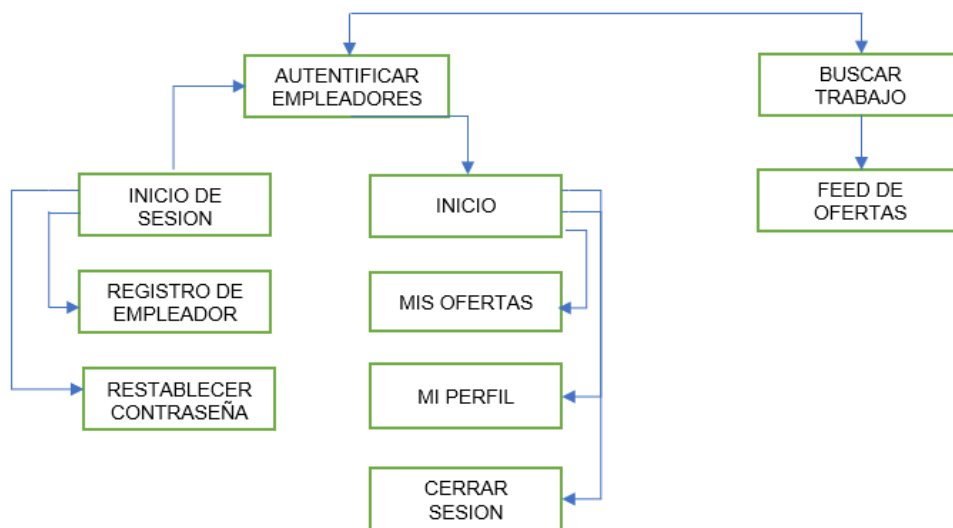 AUTENTIFICAR
EMPLEADORES
BUSCAR
TRABAJO
INICIO DE
SESION
INICIO
FEED DE
OFERTAS
REGISTRO DE
EMPLEADOR
MIS OFERTAS
RESTABLECER
CONTRASEÑA
MI PERFIL
CERRAR
SESION